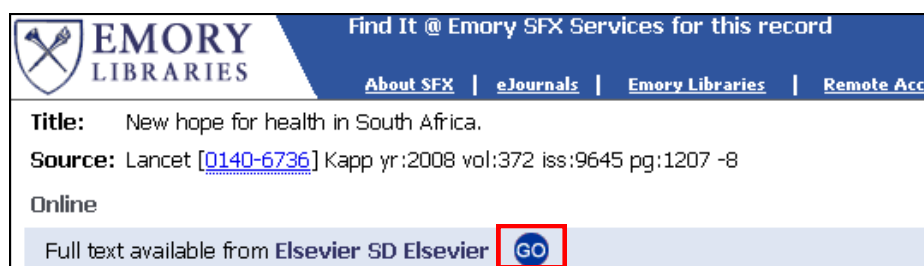 EMORY
LIBRARIES
Find It @ Emory SFX Services for this record
About SFX | eJournals | Emory Libraries | Remote Acc
Title: New hope for health in South Africa.
Source: Lancet [0140-6736] Kapp yr:2008 vol:372 iss:9645 pg:1207 -8
Online
Full text available from Elsevier SD Elsevier GO